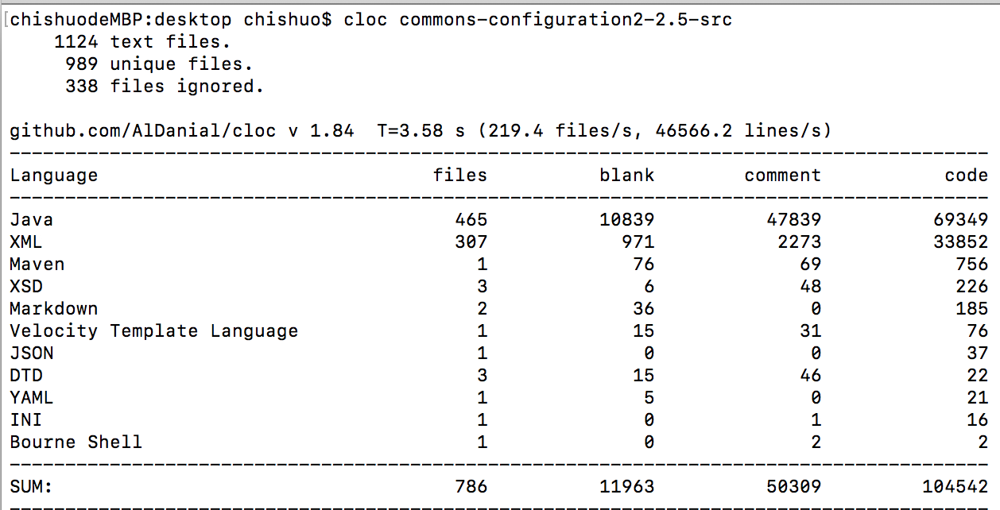 [chishuodeMBP:desktop chishuo$ cloc commons-configuration2-2.5-src
    1124 text files.
     989 unique files.
     338 files ignored.

github.com/AlDanial/cloc v 1.84  T=3.58 s (219.4 files/s, 46566.2 lines/s)
----------------------------------------------------------------------------------------
Language                              files          blank        comment           code
----------------------------------------------------------------------------------------
Java                                    465          10839          47839          69349
XML                                     307            971           2273          33852
Maven                                     1             76             69            756
XSD                                       3              6             48            226
Markdown                                  2             36              0            185
Velocity Template Language                1             15             31             76
JSON                                      1              0              0             37
DTD                                       3             15             46             22
YAML                                      1              5              0             21
INI                                       1              0              1             16
Bourne Shell                              1              0              2              2
----------------------------------------------------------------------------------------
SUM:                                    786          11963          50309         104542
----------------------------------------------------------------------------------------